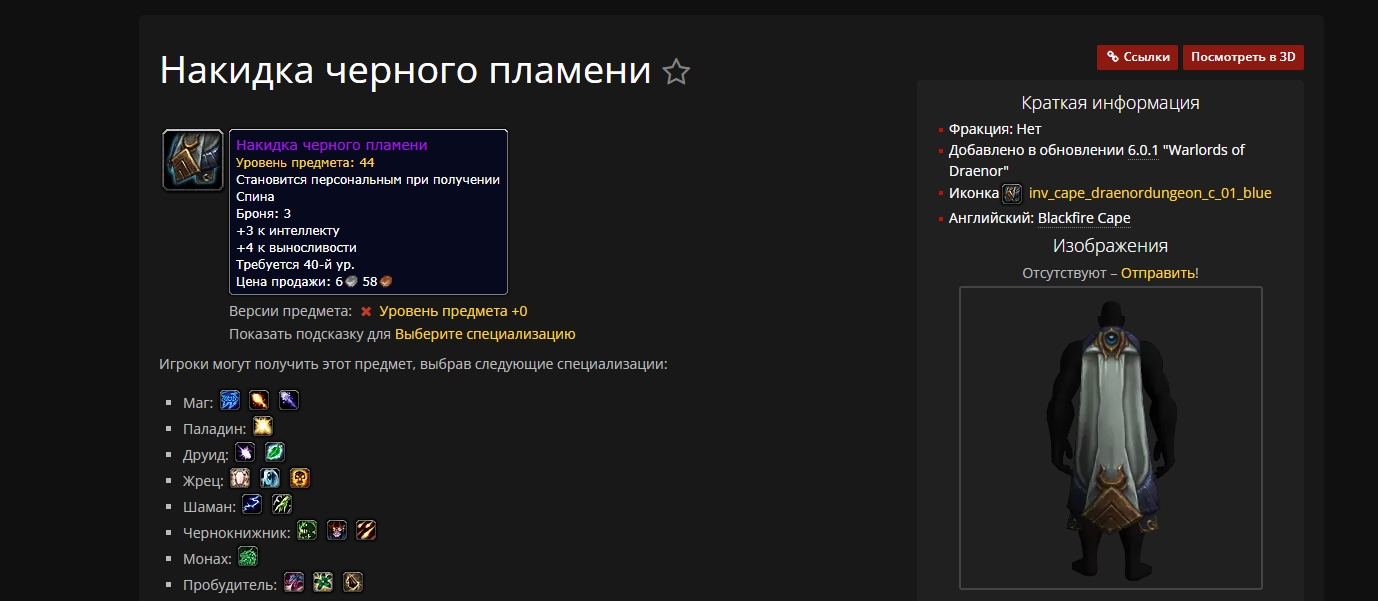 Накидка черного пламени
Накидка черного пламени
Уровень предмета: 44
Становится персональным при получении
Спина
Броня: 3
+3 к интеллекту
+4 к выносливости
Требуется 40-й ур.
Цена продажи: 6 58
Версии предмета: Уровень предмета +0
Показать подсказку для Выберите специализацию
Игроки могут получить этот предмет, выбрав следующие специализации:
Маг:
Паладин:
Друид:
Жрец:
Шаман:
Чернокнижник:
Монах:
Пробудитель:
Ссылки
Посмотреть в 3D
Краткая информация
Фракция: Нет
Добавлено в обновлении 6.0.1 "Warlords of
Draenor"
Иконка inv_cape_draenordungeon_c_01_blue
Английский: Blackfire Cape
Изображения
Отсутствуют – Отправить!